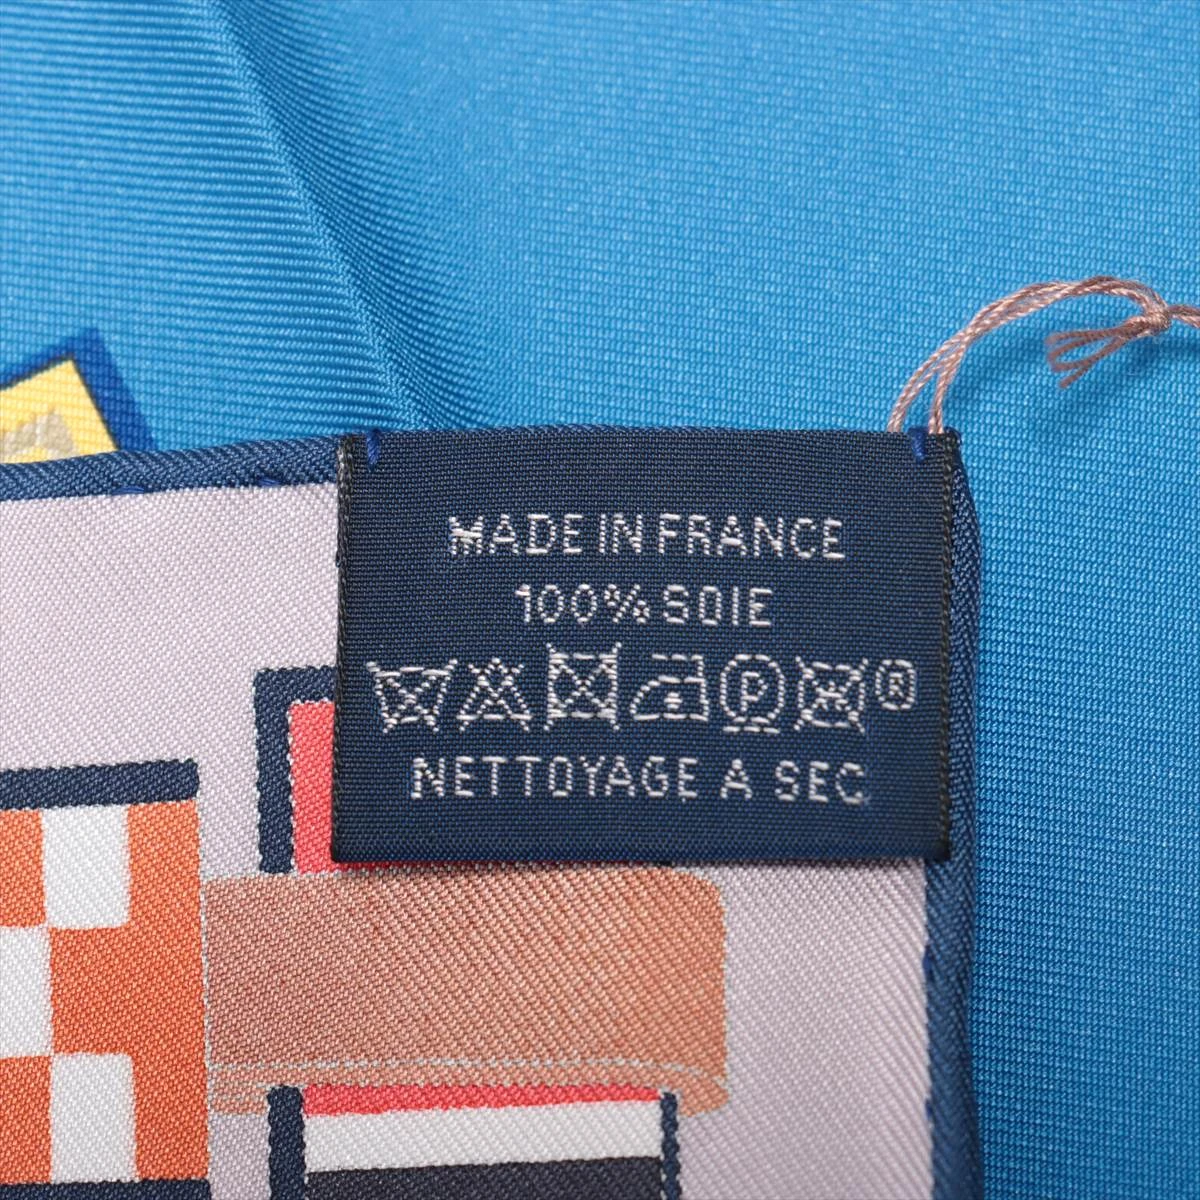 MADE IN FRANCE
100% SOIE
P ®
NETTOYAGE A SEC